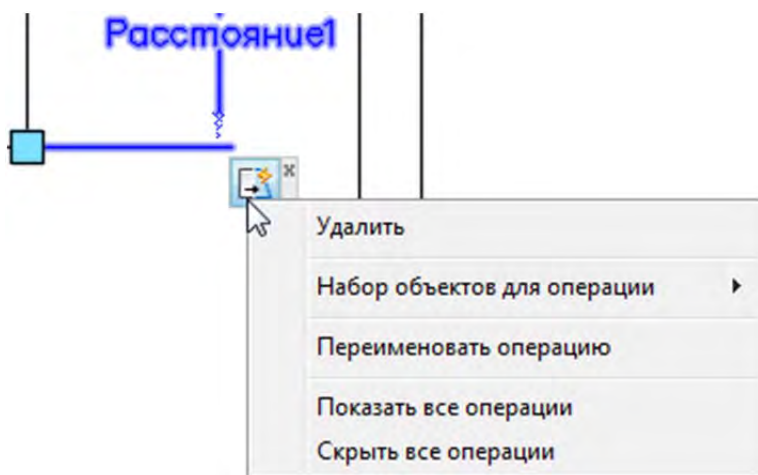 Расстояние1
Удалить
Набор объектов для операции
Переименовать операцию
Показать все операции
Скрыть все операции